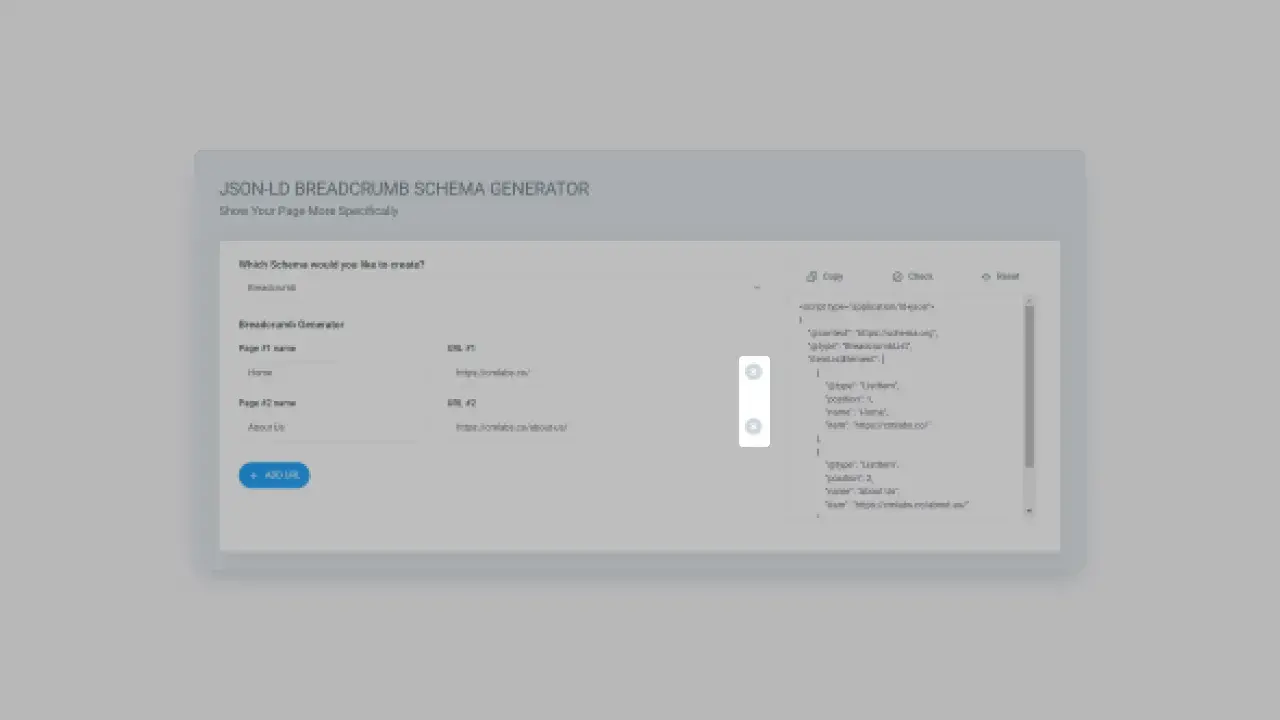 JSON-LD BREADCRUMB SCHEMA GENERATOR
Show Your Page More Specifically
Which Schema would you like to create?
Breadcrumb
Breadcrumb Generator
Page #1 name
URL #1
Home
https://cmlabs.co/
Page #2 name
URL #2
About Us
https://cmlabs.co/about-us/
+ ADD URL
Copy
Check
Reset
<script type="application/ld+json">
{
"@context": "https://schema.org",
"@type": "BreadcrumbList",
"itemListElement": [
{
"@type": "ListItem",
"position": 1,
"name": "Home",
"item": "https://cmlabs.co/"
},
{
"@type": "ListItem",
"position": 2,
"name": "About Us",
"item": "https://cmlabs.co/about-us/"